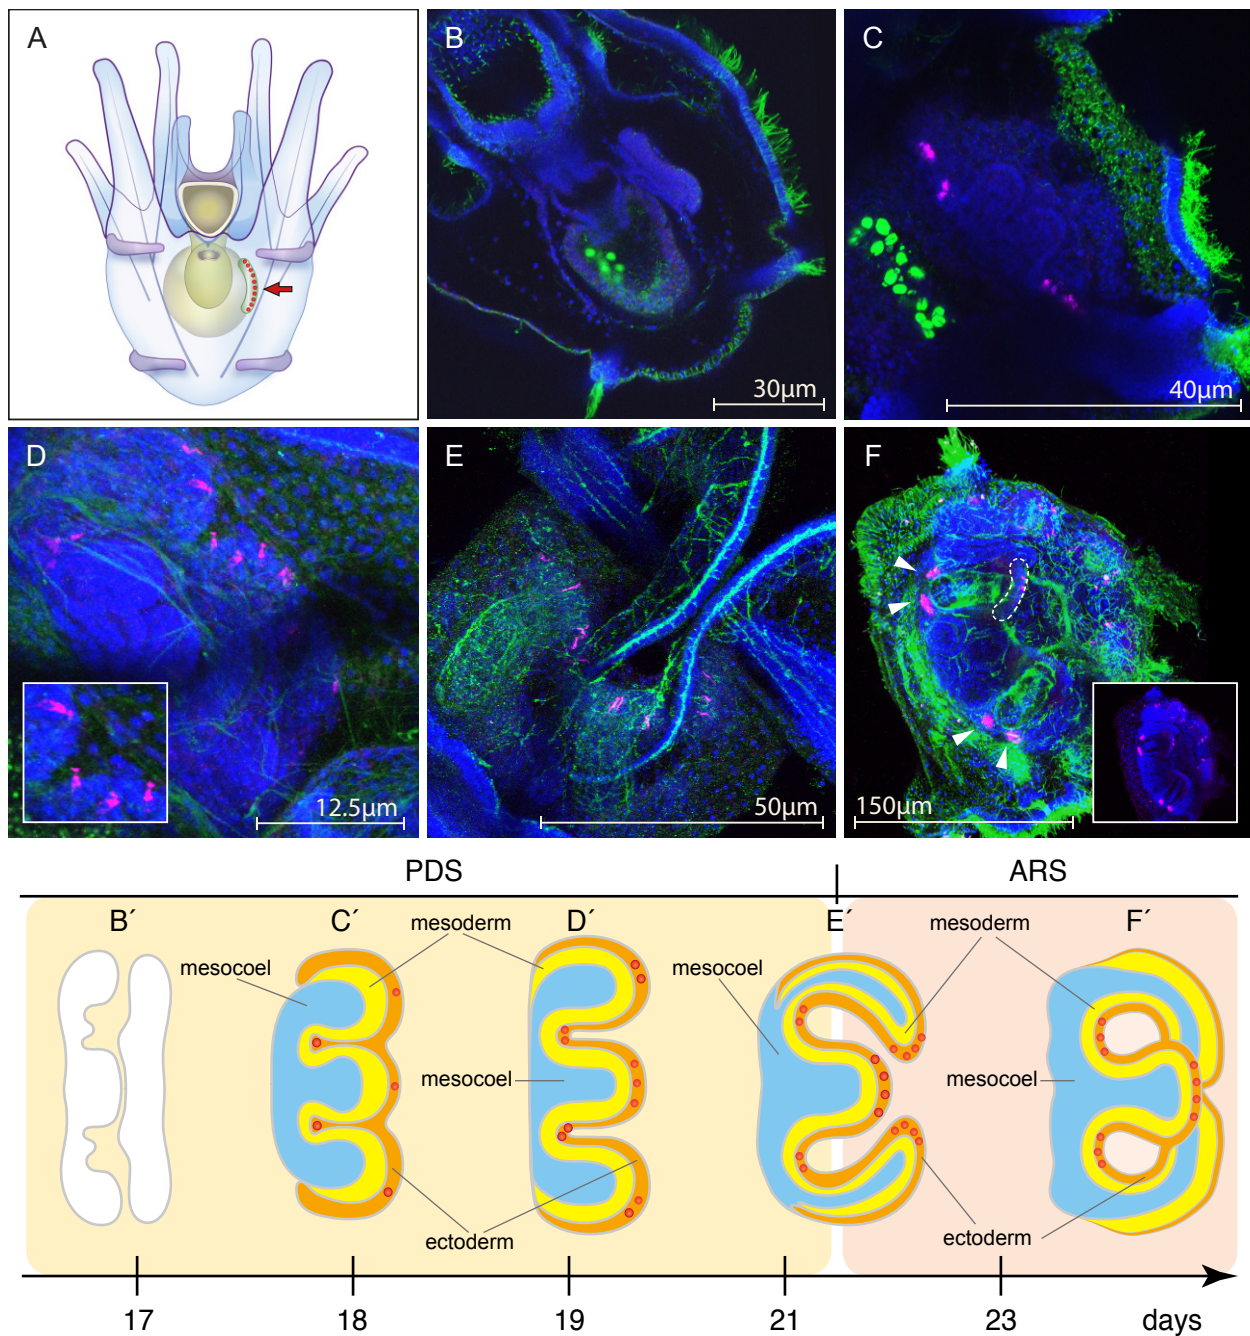 A
B
30µm
C
40µm
D
12.5µm
E
50µm
F
150µm
PDS
ARS
B´
C´
mesoderm
D´
E´
mesoderm
F´
mesocoel
mesocoel
mesocoel
mesocoel
ectoderm
ectoderm
17
18
19
21
23
days